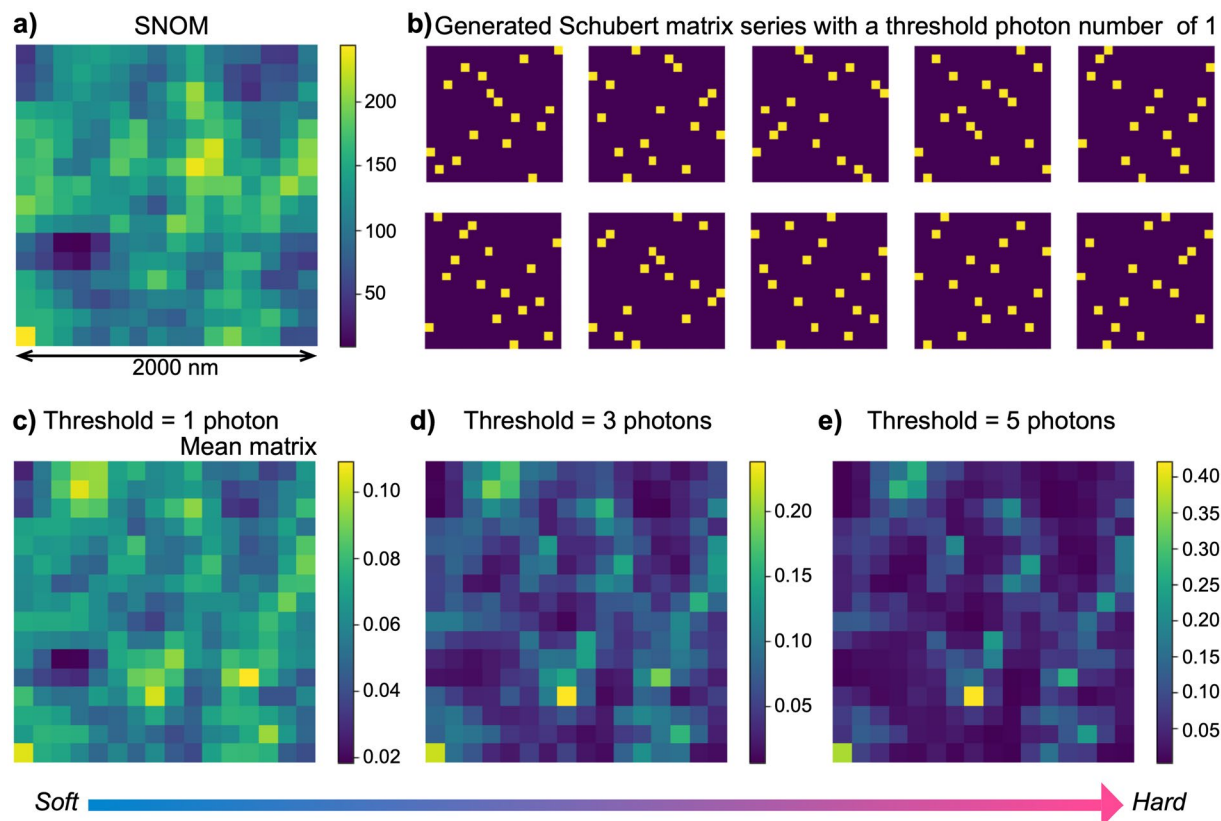 a) SNOM
b) Generated Schubert matrix series with a threshold photon number of 1
200
150
100
50
2000 nm
c) Threshold = 1 photon
Mean matrix
d) Threshold = 3 photons
e) Threshold = 5 photons
0.10
0.08
0.06
0.04
0.02
0.20
0.15
0.10
0.05
0.40
0.35
0.30
0.25
0.20
0.15
0.10
0.05
Soft
Hard